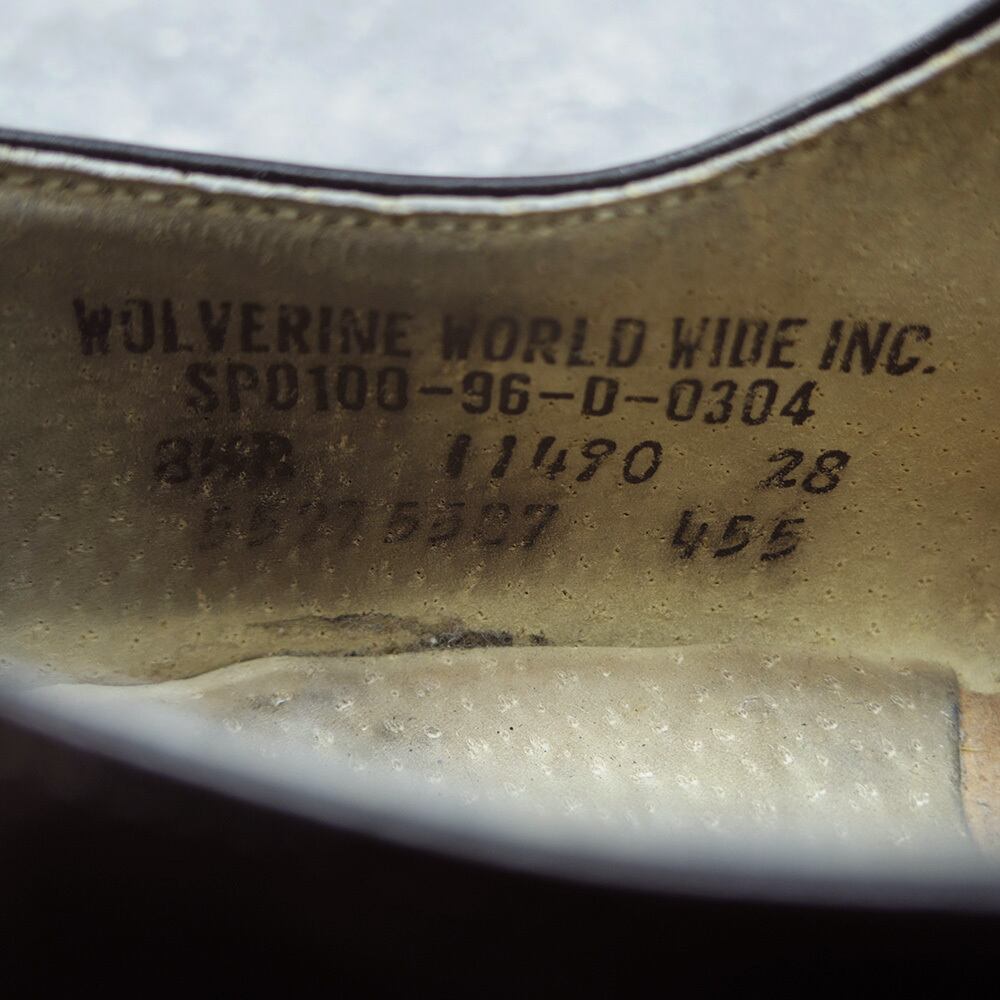 WOLVERINE WORLD WIDE INC.
SPO100-96-D-0304
11490 28
455